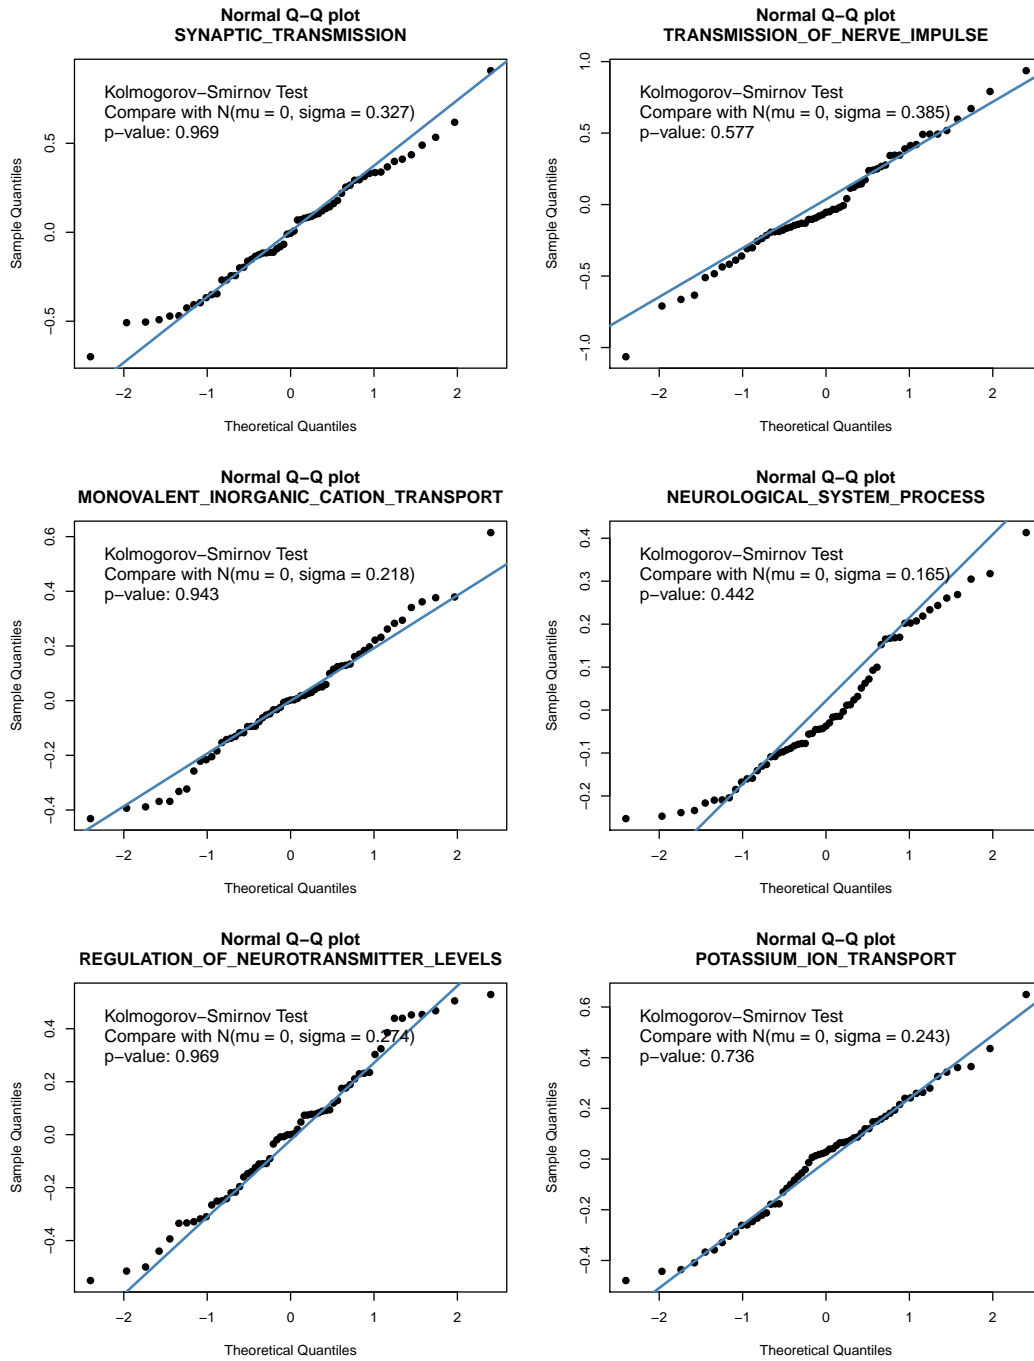 Normal Q−Q plot
SYNAPTIC_TRANSMISSION
Kolmogorov−Smirnov Test
Compare with N(mu = 0, sigma = 0.327)
p−value: 0.969
Sample Quantiles
0.5
0.0
−0.5
−2
−1
0
1
2
Theoretical Quantiles
Normal Q−Q plot
TRANSMISSION_OF_NERVE_IMPULSE
Kolmogorov−Smirnov Test
Compare with N(mu = 0, sigma = 0.385)
p−value: 0.577
Sample Quantiles
1.0
0.5
0.0
−0.5
−1.0
−2
−1
0
1
2
Theoretical Quantiles
Normal Q−Q plot
MONOVALENT_INORGANIC_CATION_TRANSPORT
Kolmogorov−Smirnov Test
Compare with N(mu = 0, sigma = 0.218)
p−value: 0.943
Sample Quantiles
0.6
0.4
0.2
0.0
−0.2
−0.4
−2
−1
0
1
2
Theoretical Quantiles
Normal Q−Q plot
NEUROLOGICAL_SYSTEM_PROCESS
Kolmogorov−Smirnov Test
Compare with N(mu = 0, sigma = 0.165)
p−value: 0.442
Sample Quantiles
0.4
0.3
0.2
0.1
0.0
−0.1
−0.2
−2
−1
0
1
2
Theoretical Quantiles
Normal Q−Q plot
REGULATION_OF_NEUROTRANSMITTER_LEVELS
Kolmogorov−Smirnov Test
Compare with N(mu = 0, sigma = 0.274)
p−value: 0.969
Sample Quantiles
0.4
0.2
0.0
−0.2
−0.4
−2
−1
0
1
2
Theoretical Quantiles
Normal Q−Q plot
POTASSIUM_ION_TRANSPORT
Kolmogorov−Smirnov Test
Compare with N(mu = 0, sigma = 0.243)
p−value: 0.736
Sample Quantiles
0.6
0.4
0.2
0.0
−0.2
−0.4
−2
−1
0
1
2
Theoretical Quantiles